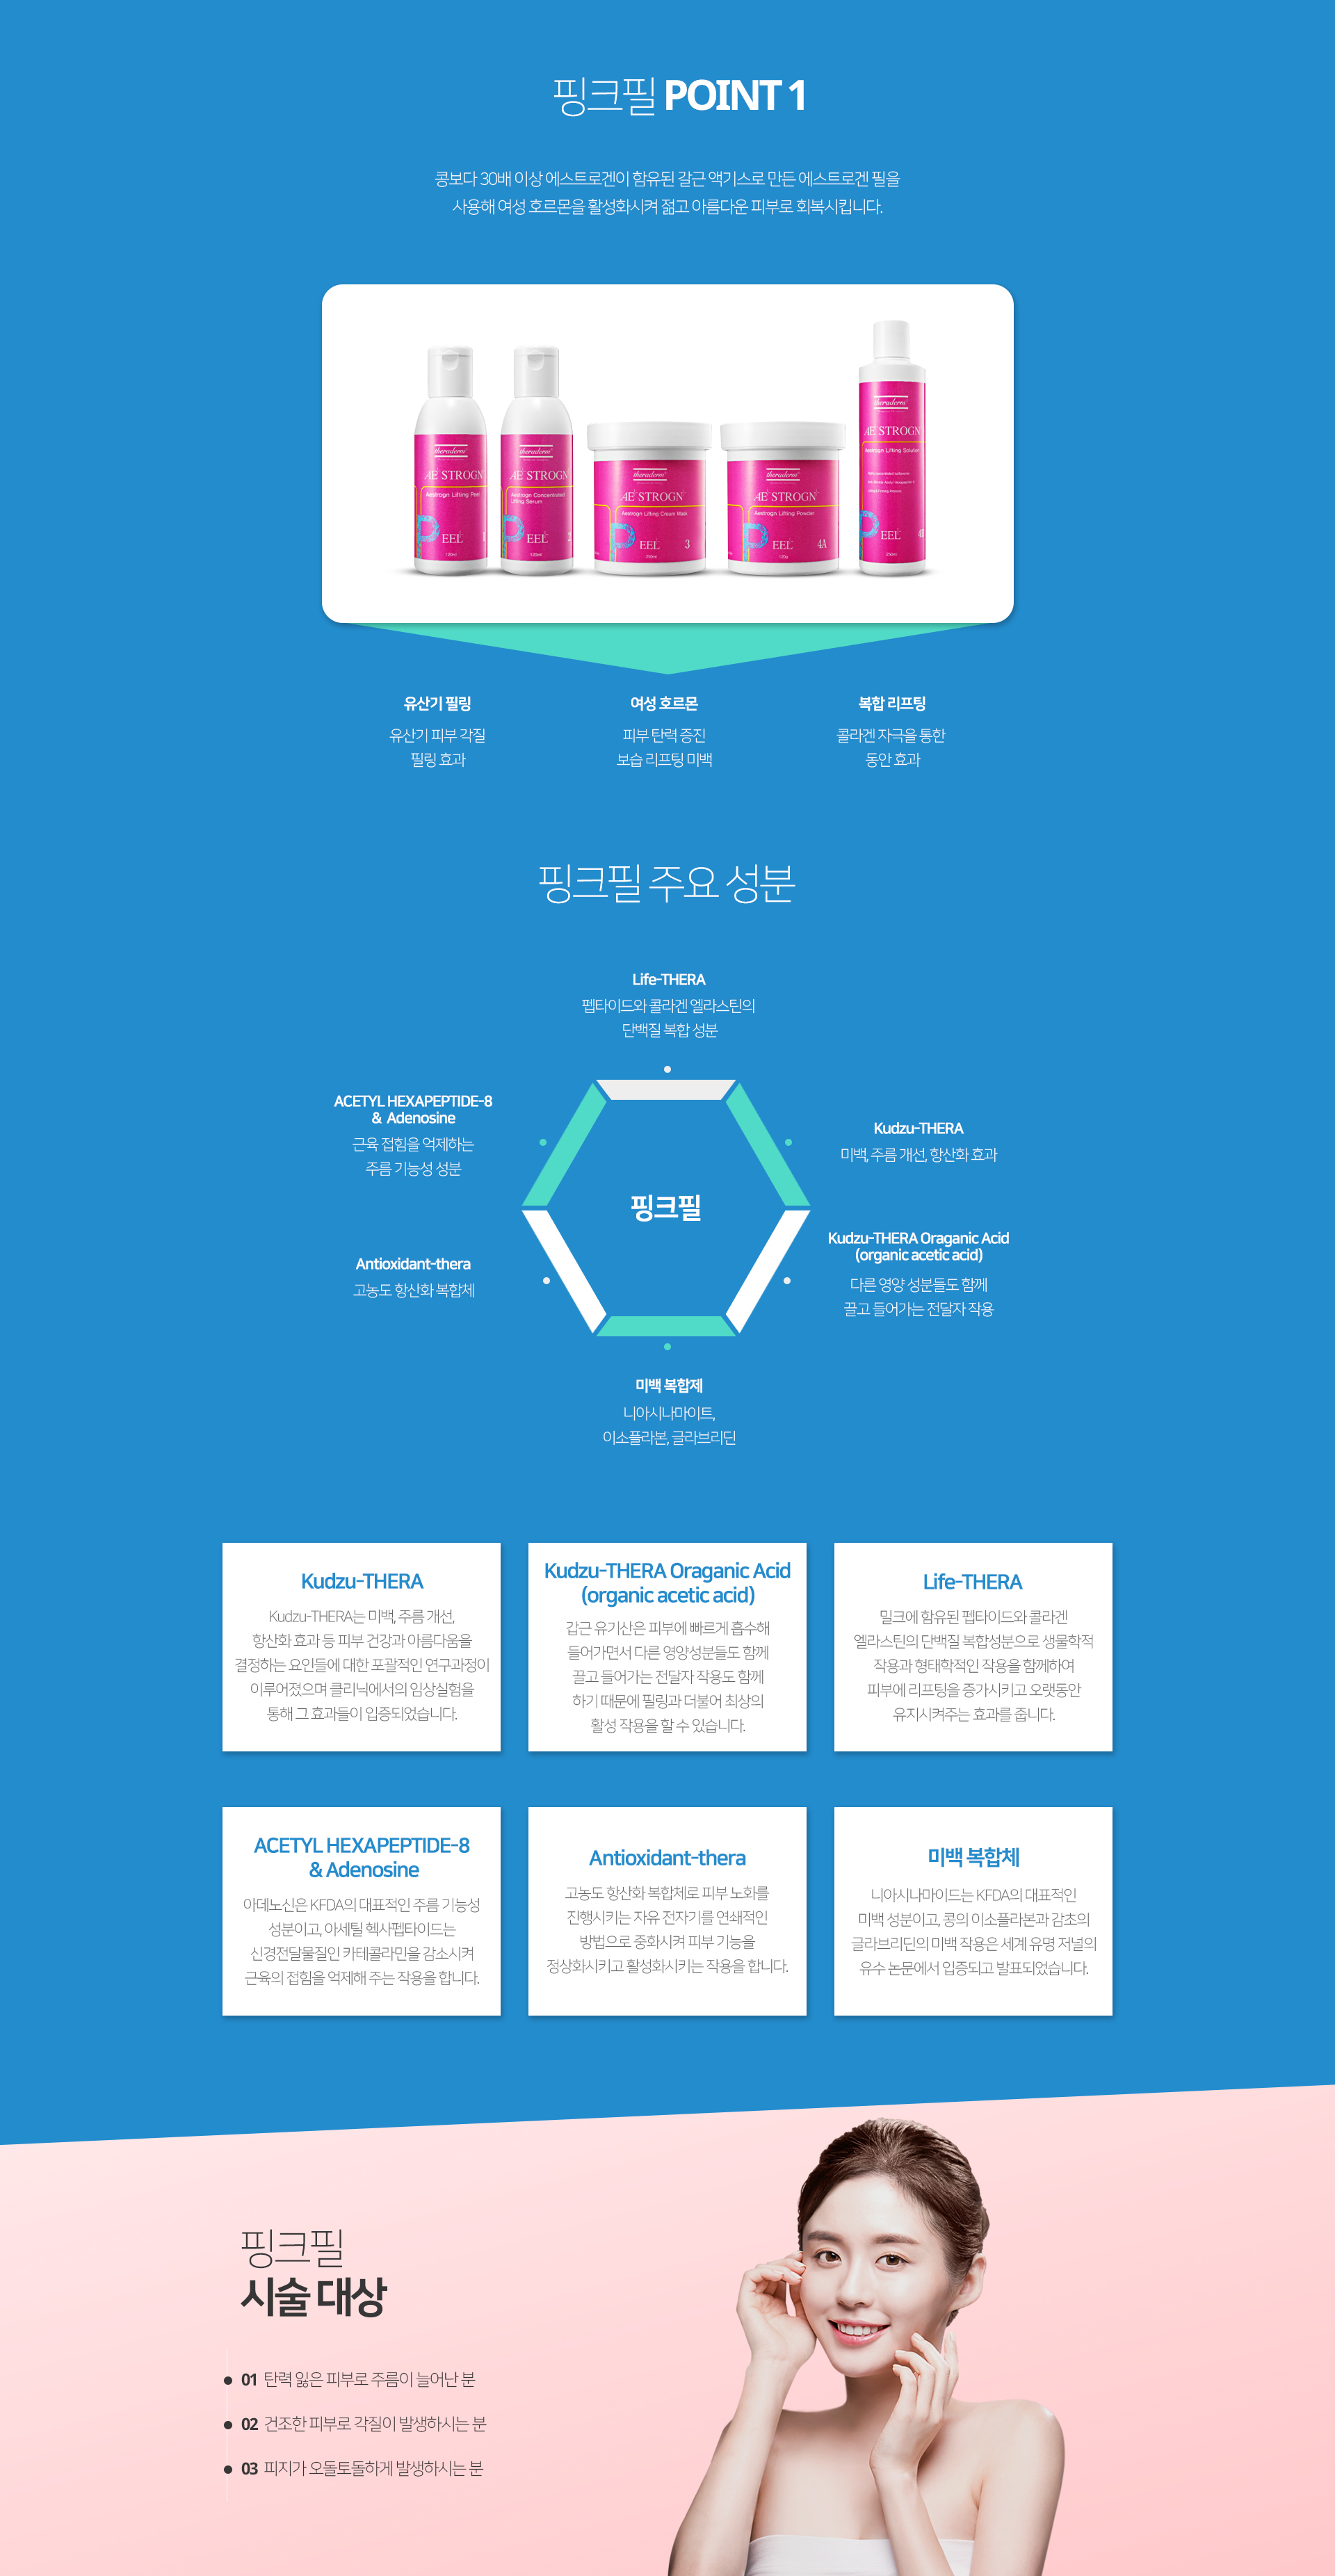 핑크필 POINT 1
콩보다 30배 이상 에스트로겐이 함유된 갈근 액기스로 만든 에스트로겐 필을
사용해 여성 호르몬을 활성화시켜 젊고 아름다운 피부로 회복시킵니다.
theraderm
AESTROGN
Aestrogn Lifting Peel
PEEL
120ml
theraderm
AESTROGN
Aestrogn Concentrated
Lifting Serum
PEEL
120ml
theraderm
AESTROGN
Aestrogn Lifting Cream Mask
PEEL 3
theraderm
AESTROGN
Aestrogn Lifting Powder
PEEL 4A
theraderm
AESTROGN
Aestrogn Lifting Solution
PEEL
유산기 필링
유산기 피부 각질
필링 효과
여성 호르몬
피부 탄력 증진
보습 리프팅 미백
복합 리프팅
콜라겐 자극을 통한
동안 효과
핑크필 주요 성분
Life-THERA
펩타이드와 콜라겐 엘라스틴의
단백질 복합 성분
ACETYL HEXAPEPTIDE-8
& Adenosine
근육 접힘을 억제하는
주름 기능성 성분
Kudzu-THERA
미백, 주름 개선, 항산화 효과
핑크필
Kudzu-THERA Oraganic Acid
(organic acetic acid)
다른 영양 성분들도 함께
끌고 들어가는 전달자 작용
Antioxidant-thera
고농도 항산화 복합체
미백 복합제
니아시나마이트,
이소플라본, 글라브리딘
Kudzu-THERA
Kudzu-THERA는 미백, 주름 개선,
항산화 효과 등 피부 건강과 아름다움을
결정하는 요인들에 대한 포괄적인 연구과정이
이루어졌으며 클리닉에서의 임상실험을
통해 그 효과들이 입증되었습니다.
Kudzu-THERA Oraganic Acid
(organic acetic acid)
갑근 유기산은 피부에 빠르게 흡수해
들어가면서 다른 영양성분들도 함께
끌고 들어가는 전달자 작용도 함께
하기 때문에 필링과 더불어 최상의
활성 작용을 할 수 있습니다.
Life-THERA
밀크에 함유된 펩타이드와 콜라겐
엘라스틴의 단백질 복합성분으로 생물학적
작용과 형태학적인 작용을 함께하여
피부에 리프팅을 증가시키고 오랫동안
유지시켜주는 효과를 줍니다.
ACETYL HEXAPEPTIDE-8
& Adenosine
아데노신은 KFDA의 대표적인 주름 기능성
성분이고, 아세틸 헥사펩타이드는
신경전달물질인 카테콜라민을 감소시켜
근육의 접힘을 억제해 주는 작용을 합니다.
Antioxidant-thera
고농도 항산화 복합체로 피부 노화를
진행시키는 자유 전자기를 연쇄적인
방법으로 중화시켜 피부 기능을
정상화시키고 활성화시키는 작용을 합니다.
미백 복합체
니아시나마이드는 KFDA의 대표적인
미백 성분이고, 콩의 이소플라본과 감초의
글라브리딘의 미백 작용은 세계 유명 저널의
유수 논문에서 입증되고 발표되었습니다.
핑크필
시술 대상
01 탄력 잃은 피부로 주름이 늘어난 분
02 건조한 피부로 각질이 발생하시는 분
03 피지가 오돌토돌하게 발생하시는 분